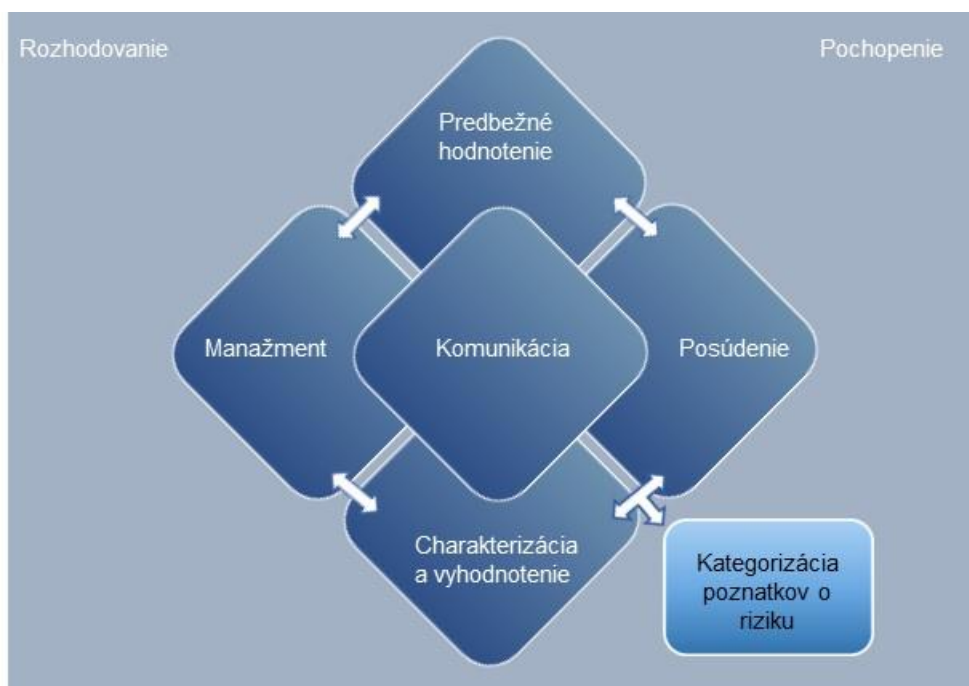 Rozhodovanie
Pochopenie
Predbežné
hodnotenie
Manažment
Komunikácia
Posúdenie
Charakterizácia
a vyhodnotenie
Kategorizácia
poznatkov o
riziku